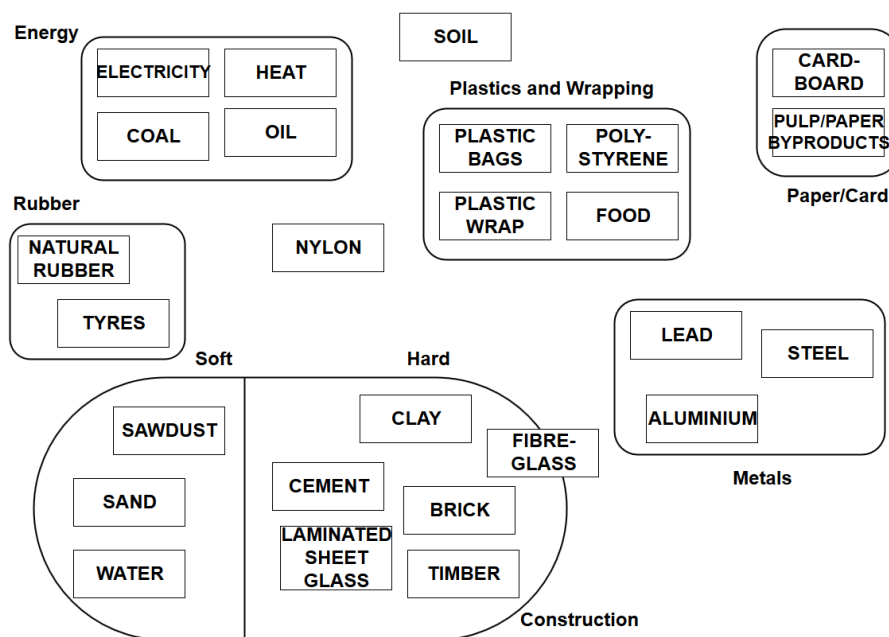 Energy
ELECTRICITY
HEAT
COAL
OIL
SOIL
Plastics and Wrapping
PLASTIC
BAGS
POLY-
STYRENE
PLASTIC
WRAP
FOOD
CARD-
BOARD
PULP/PAPER
BYPRODUCTS
Paper/Card
Rubber
NATURAL
RUBBER
TYRES
NYLON
LEAD
STEEL
ALUMINIUM
Metals
Soft
Hard
SAWDUST
SAND
WATER
CLAY
FIBRE-
GLASS
CEMENT
BRICK
LAMINATED
SHEET
GLASS
TIMBER
Construction